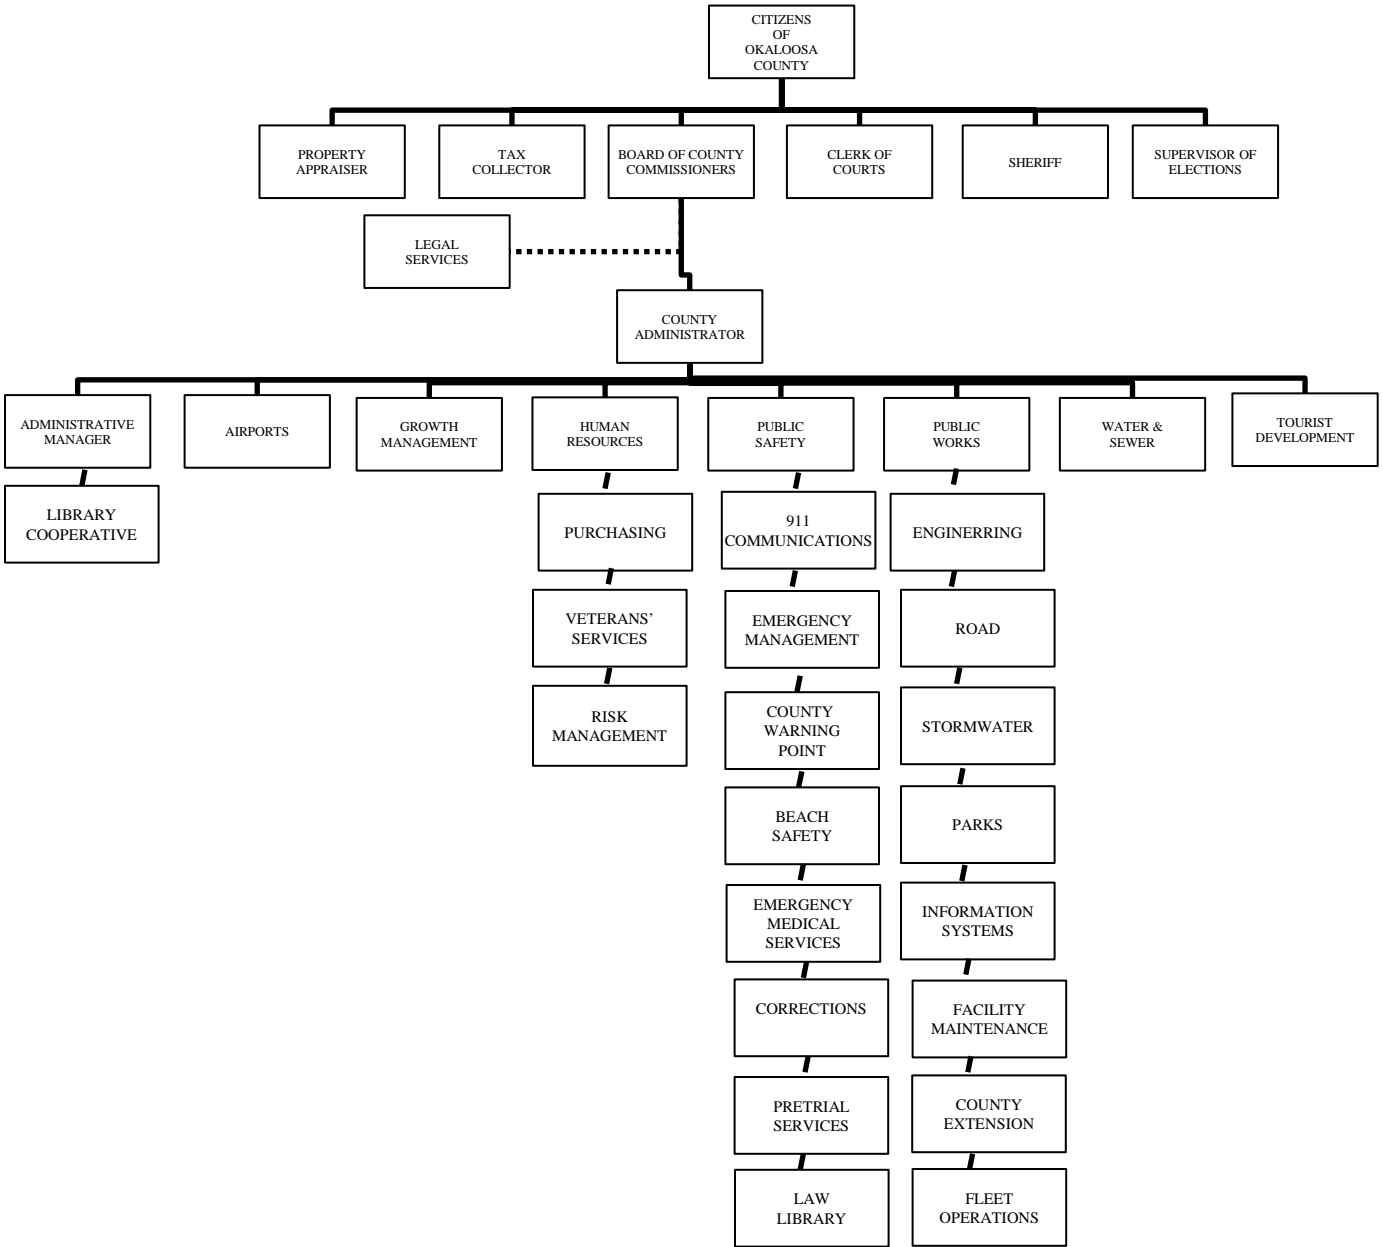 CITIZENS
OF
OKALOOSA
COUNTY
PROPERTY
APPRAISER
TAX
COLLECTOR
BOARD OF COUNTY
COMMISSIONERS
CLERK OF
COURTS
SHERIFF
SUPERVISOR OF
ELECTIONS
LEGAL
SERVICES
COUNTY
ADMINISTRATOR
ADMINISTRATIVE
MANAGER
AIRPORTS
GROWTH
MANAGEMENT
HUMAN
RESOURCES
PUBLIC
SAFETY
PUBLIC
WORKS
WATER &
SEWER
TOURIST
DEVELOPMENT
LIBRARY
COOPERATIVE
PURCHASING
VETERANS’
SERVICES
RISK
MANAGEMENT
911
COMMUNICATIONS
EMERGENCY
MANAGEMENT
COUNTY
WARNING
POINT
BEACH
SAFETY
EMERGENCY
MEDICAL
SERVICES
CORRECTIONS
PRETRIAL
SERVICES
LAW
LIBRARY
ENGINERRING
ROAD
STORMWATER
PARKS
INFORMATION
SYSTEMS
FACILITY
MAINTENANCE
COUNTY
EXTENSION
FLEET
OPERATIONS